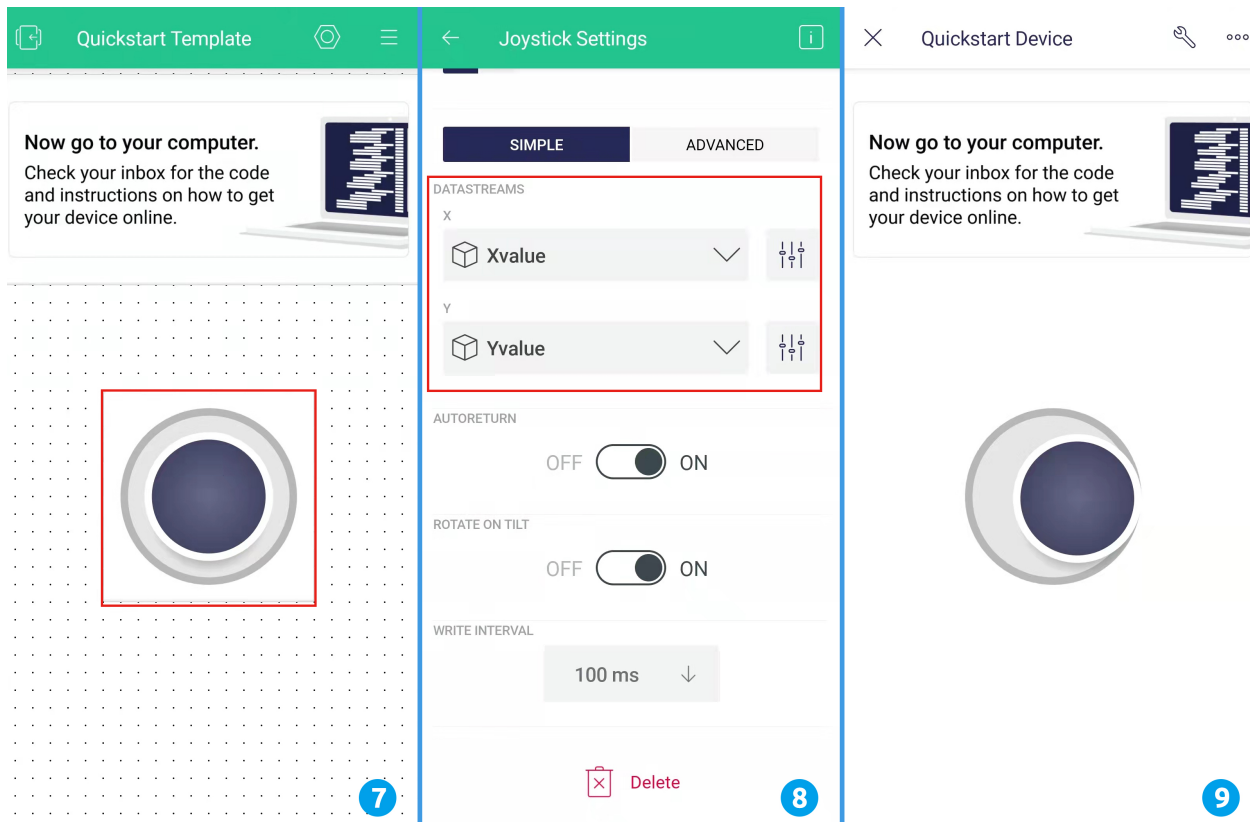 Quickstart Template
Now go to your computer.
Check your inbox for the code
and instructions on how to get
your device online.
7
Joystick Settings
i
SIMPLE
ADVANCED
DATASTREAMS
X
Xvalue
Y
Yvalue
AUTORETURN
OFF ON
ROTATE ON TILT
OFF ON
WRITE INTERVAL
100 ms
Delete
8
Quickstart Device
Now go to your computer.
Check your inbox for the code
and instructions on how to get
your device online.
9